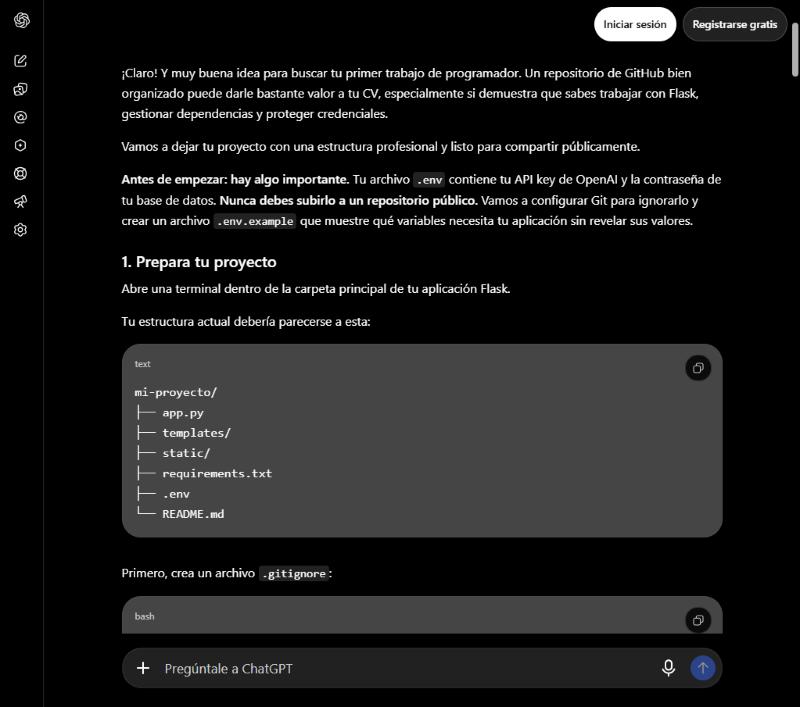 Iniciar sesión
Registrarse gratis
¡Claro! Y muy buena idea para buscar tu primer trabajo de programador. Un repositorio de GitHub bien
organizado puede darle bastante valor a tu CV, especialmente si demuestra que sabes trabajar con Flask,
gestionar dependencias y proteger credenciales.
Vamos a dejar tu proyecto con una estructura profesional y listo para compartir públicamente.
Antes de empezar: hay algo importante. Tu archivo .env contiene tu API key de OpenAI y la contraseña de
tu base de datos. Nunca debes subirlo a un repositorio público. Vamos a configurar Git para ignorarlo y
crear un archivo .env.example que muestre qué variables necesita tu aplicación sin revelar sus valores.
1. Prepara tu proyecto
Abre una terminal dentro de la carpeta principal de tu aplicación Flask.
Tu estructura actual debería parecerse a esta:
text
mi-proyecto/
├── app.py
├── templates/
├── static/
├── requirements.txt
├── .env
└── README.md
Primero, crea un archivo .gitignore:
bash
Pregúntale a ChatGPT